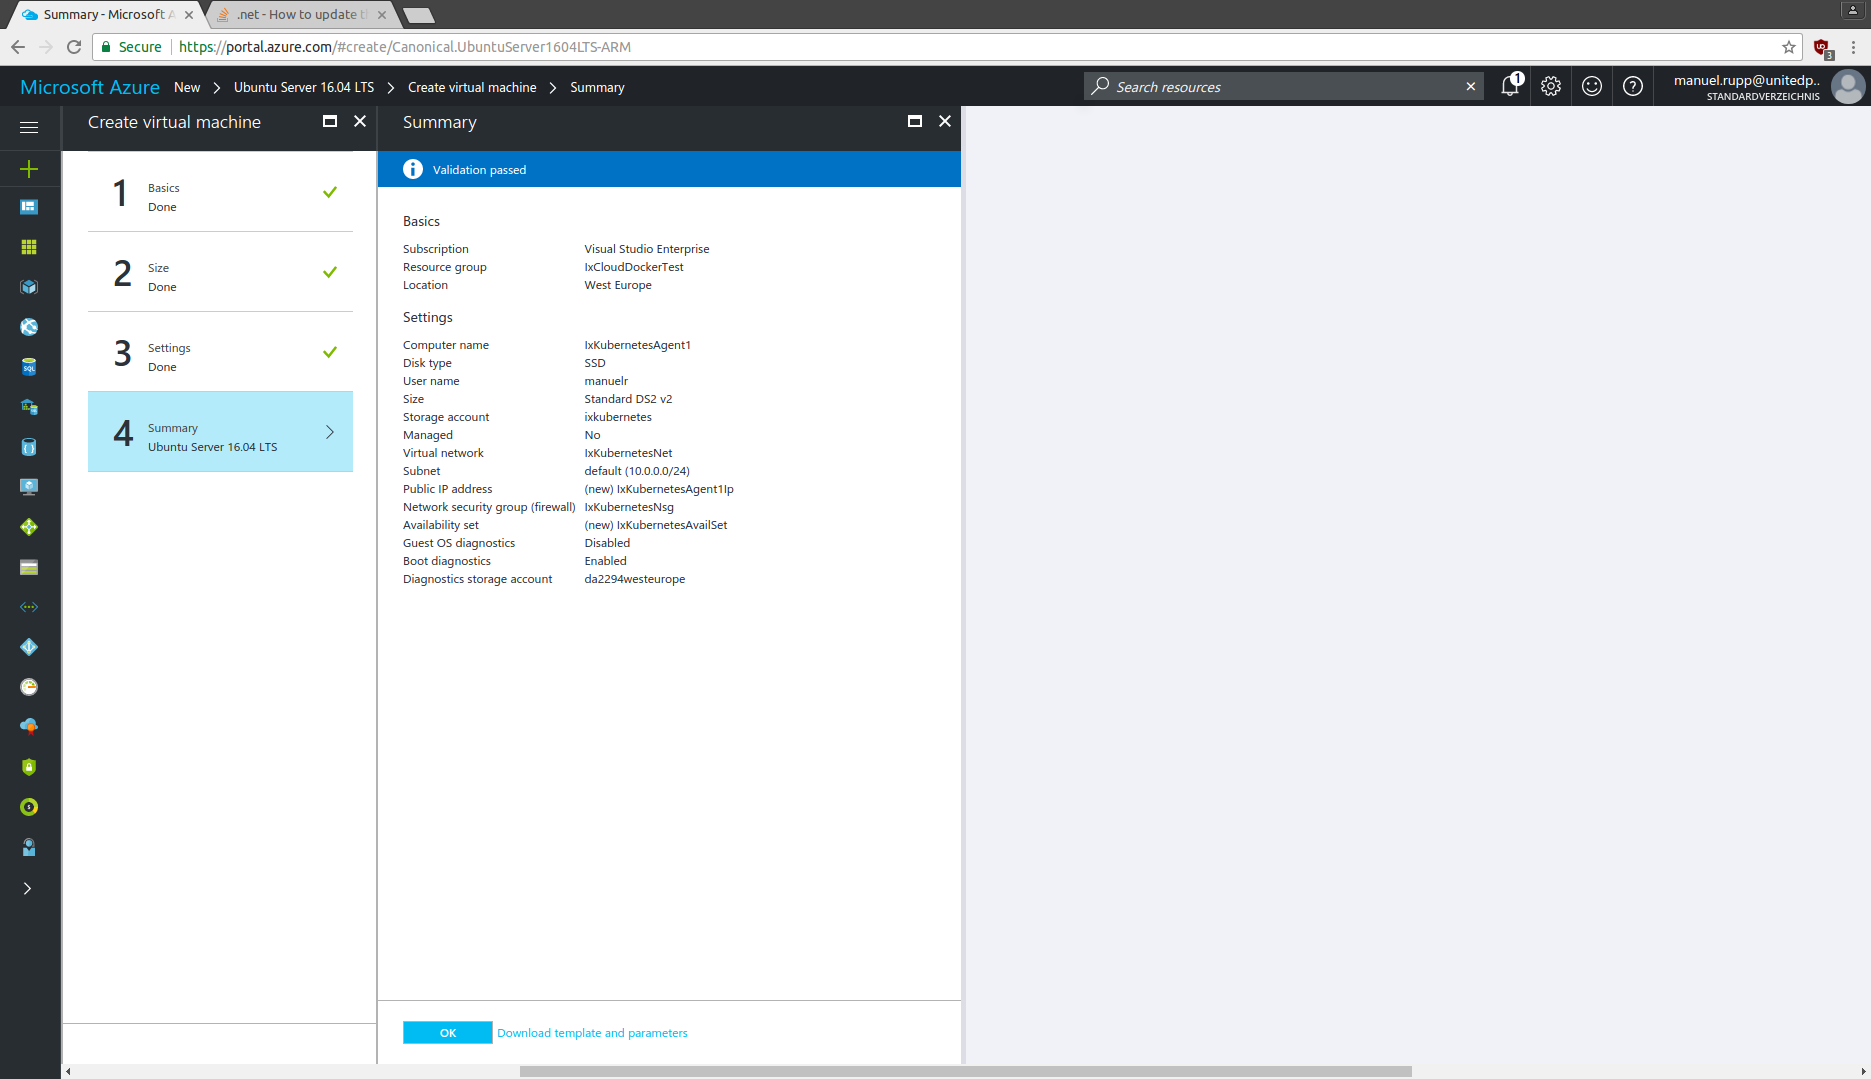 Summary - Microsoft A
.net - How to update t
Secure
https://portal.azure.com/#create/Canonical.UbuntuServer1604LTS-ARM
3
Microsoft Azure
New
Ubuntu Server 16.04 LTS
Create virtual machine
Summary
Search resources
1
manuel.rupp@unitedp..
STANDARDVERZEICHNIS
Create virtual machine
1
Basics
Done
2
Size
Done
3
Settings
Done
4
Summary
Ubuntu Server 16.04 LTS
Summary
Validation passed
Basics
Subscription Visual Studio Enterprise
Resource group IxCloudDockerTest
Location West Europe
Settings
Computer name IxKubernetesAgent1
Disk type SSD
User name manuelr
Size Standard DS2 v2
Storage account ixkubernetes
Managed No
Virtual network IxKubernetesNet
Subnet default (10.0.0.0/24)
Public IP address (new) IxKubernetesAgent1Ip
Network security group (firewall) IxKubernetesNsg
Availability set (new) IxKubernetesAvailSet
Guest OS diagnostics Disabled
Boot diagnostics Enabled
Diagnostics storage account da2294westeurope
OK
Download template and parameters
SQL